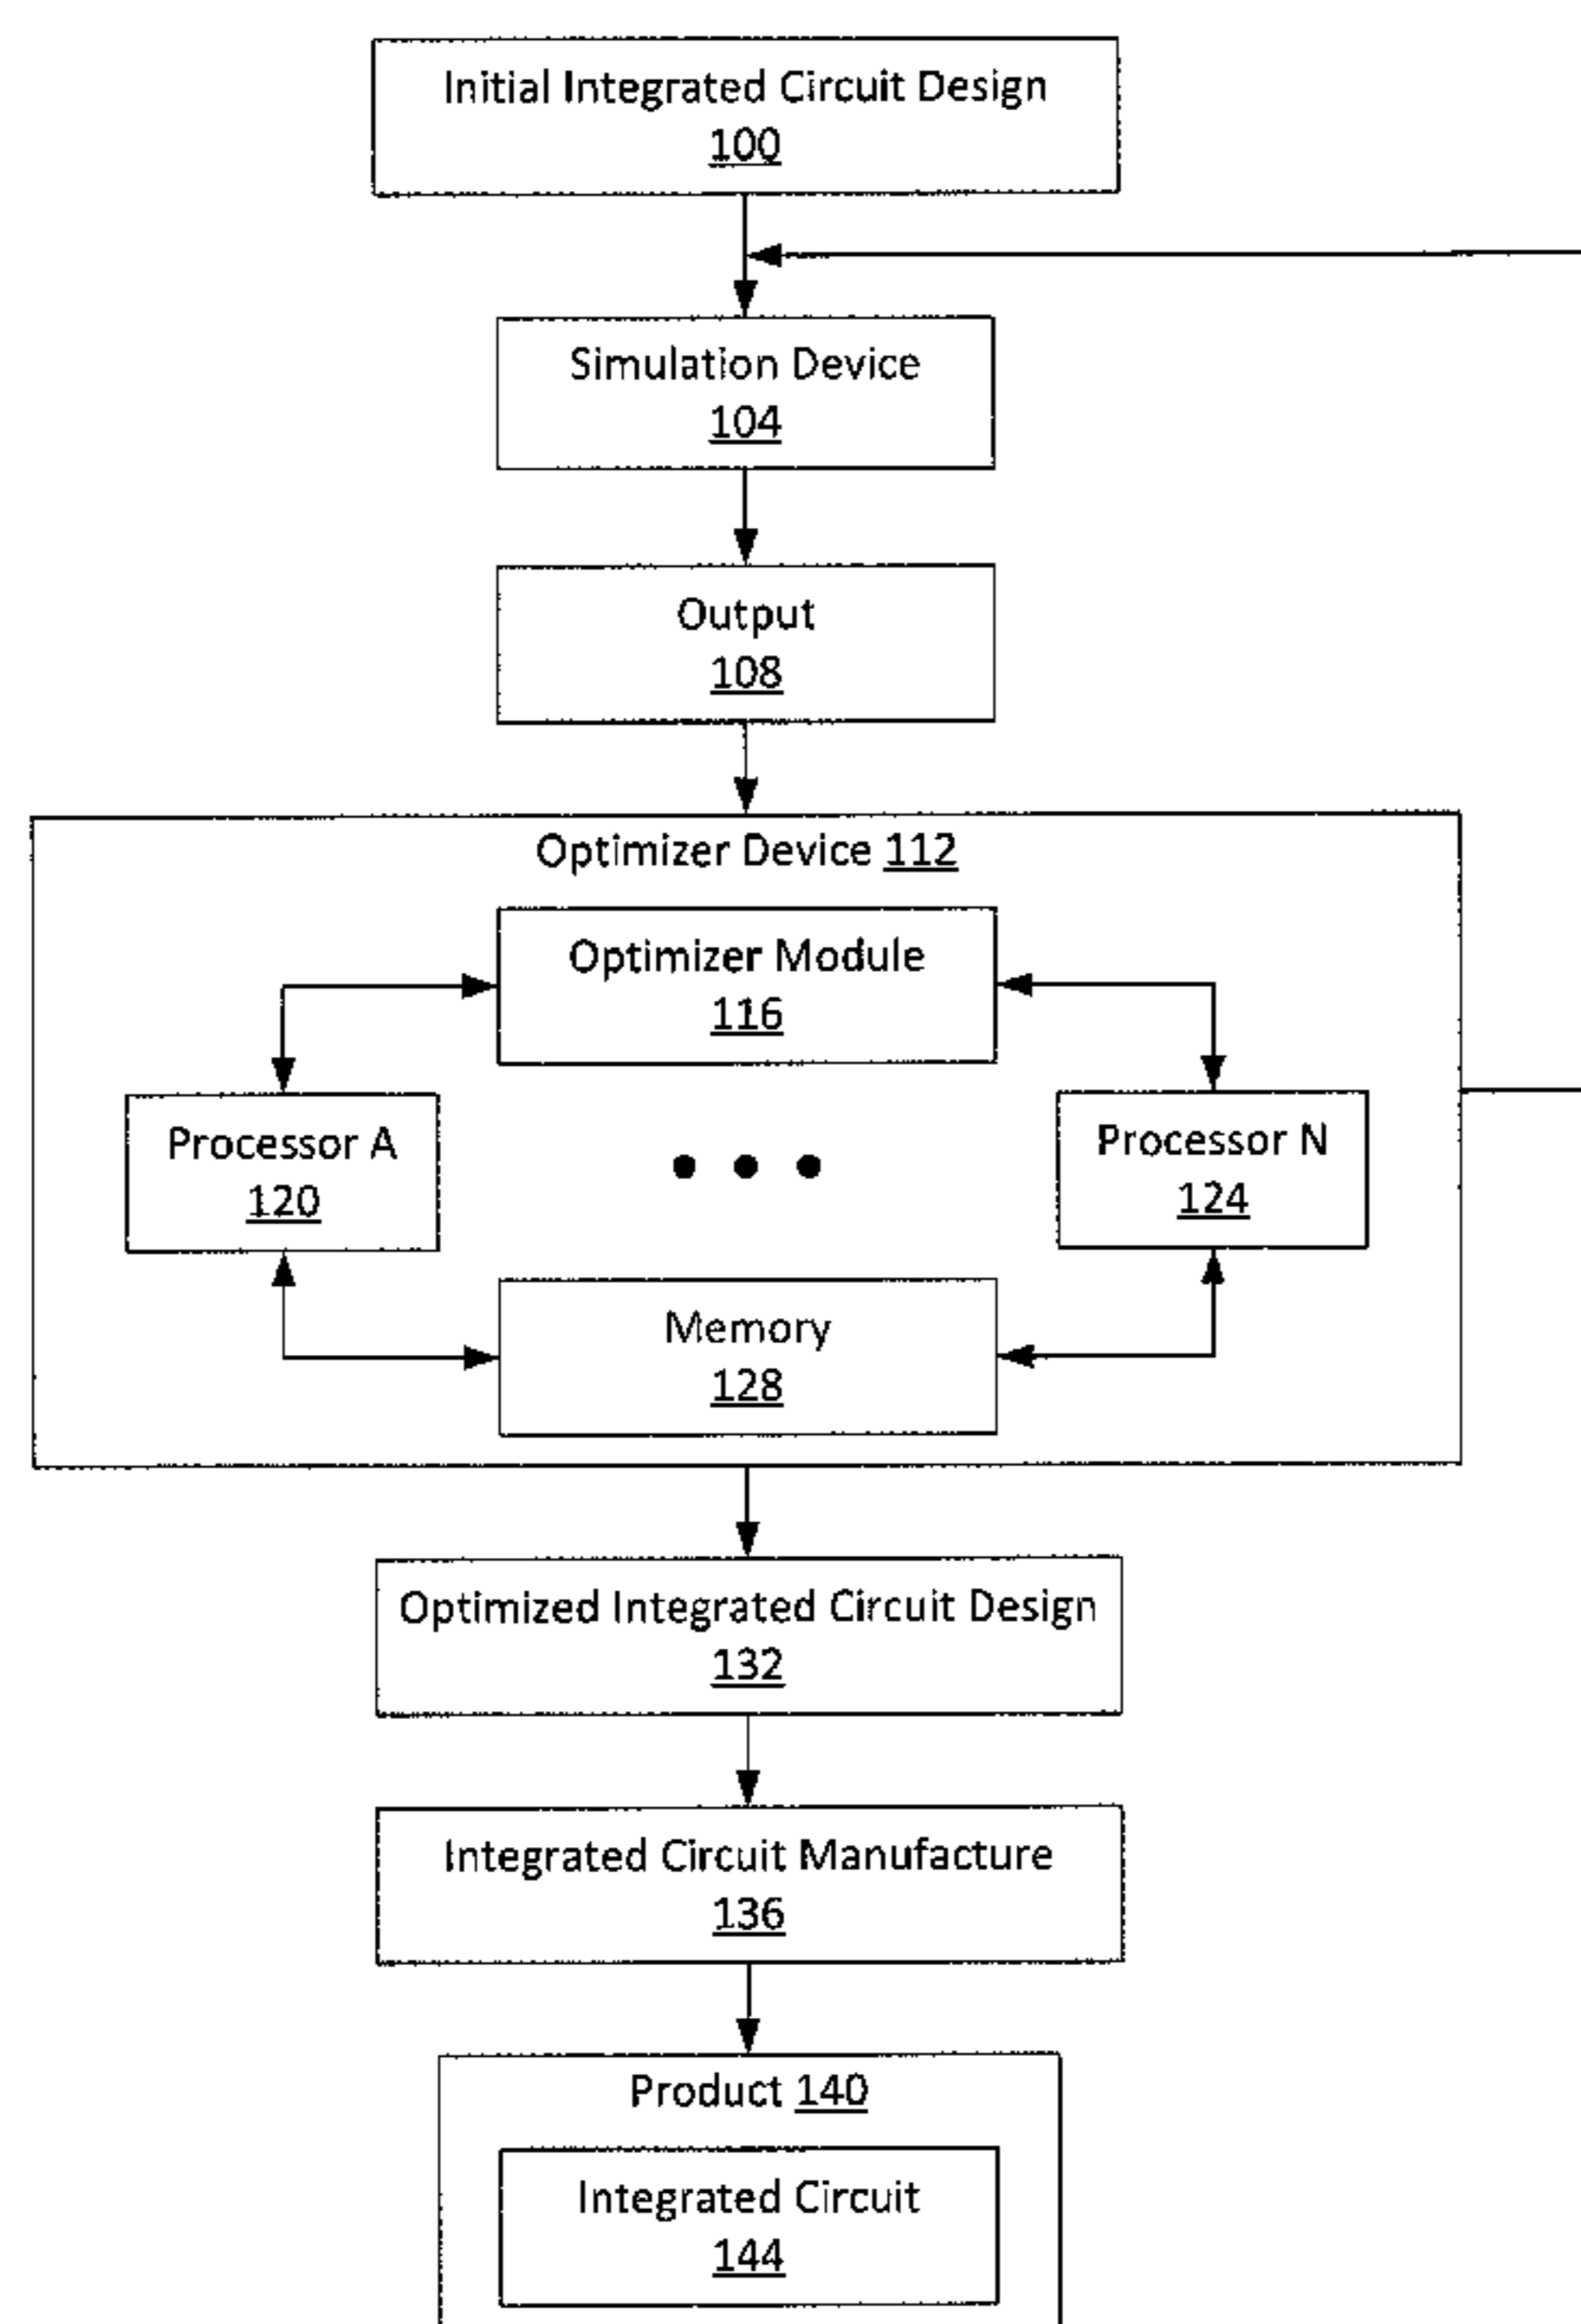 Initial Integrated Circuit Design
100
Simulation Device
104
Output
108
Optimizer Device 112
Optimizer Module
116
Processor A
120
Processor N
124
Memory
128
Optimized Integrated Circuit Design
132
Integrated Circuit Manufacture
136
Product 140
Integrated Circuit
144